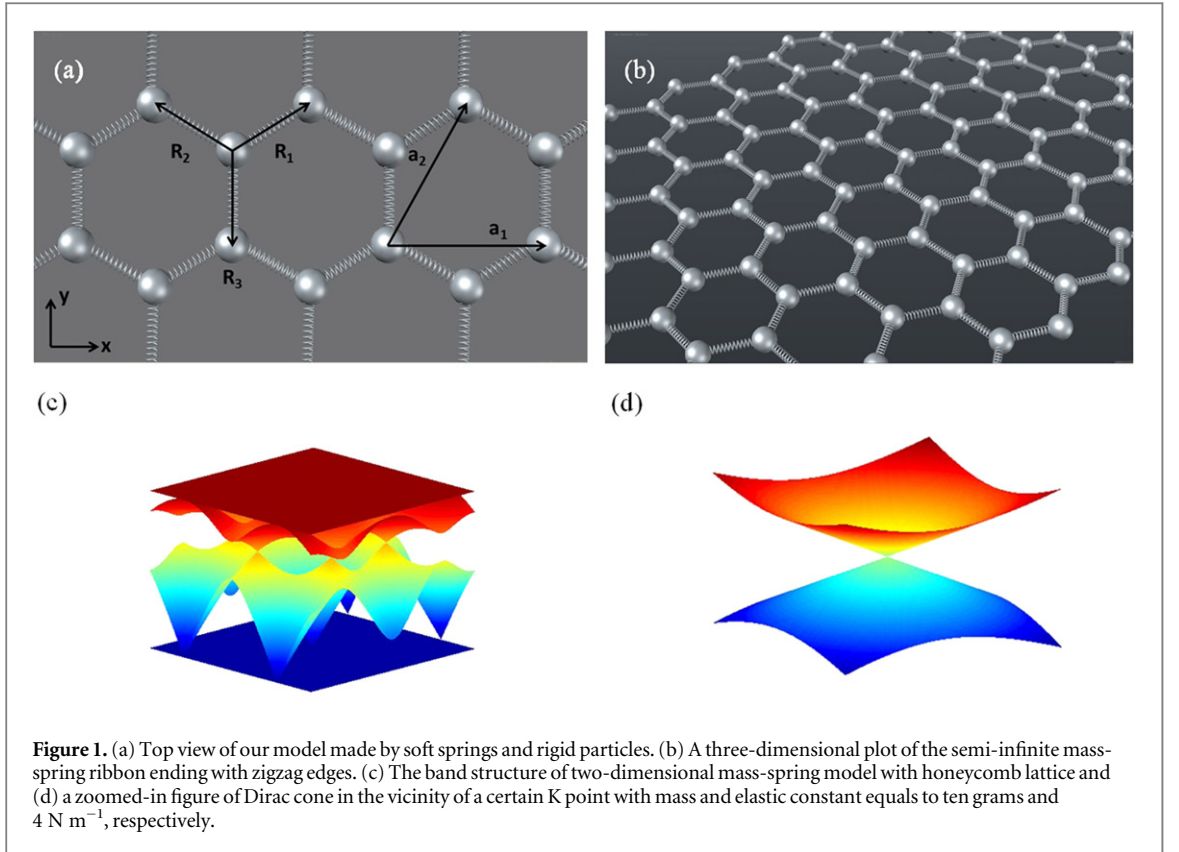 (a)
(b)
R₂
R₁
a₂
a₁
R₃
y
x
(c)
(d)
Figure 1. (a) Top view of our model made by soft springs and rigid particles. (b) A three-dimensional plot of the semi-infinite mass-
spring ribbon ending with zigzag edges. (c) The band structure of two-dimensional mass-spring model with honeycomb lattice and
(d) a zoomed-in figure of Dirac cone in the vicinity of a certain K point with mass and elastic constant equals to ten grams and
4 N m⁻¹, respectively.